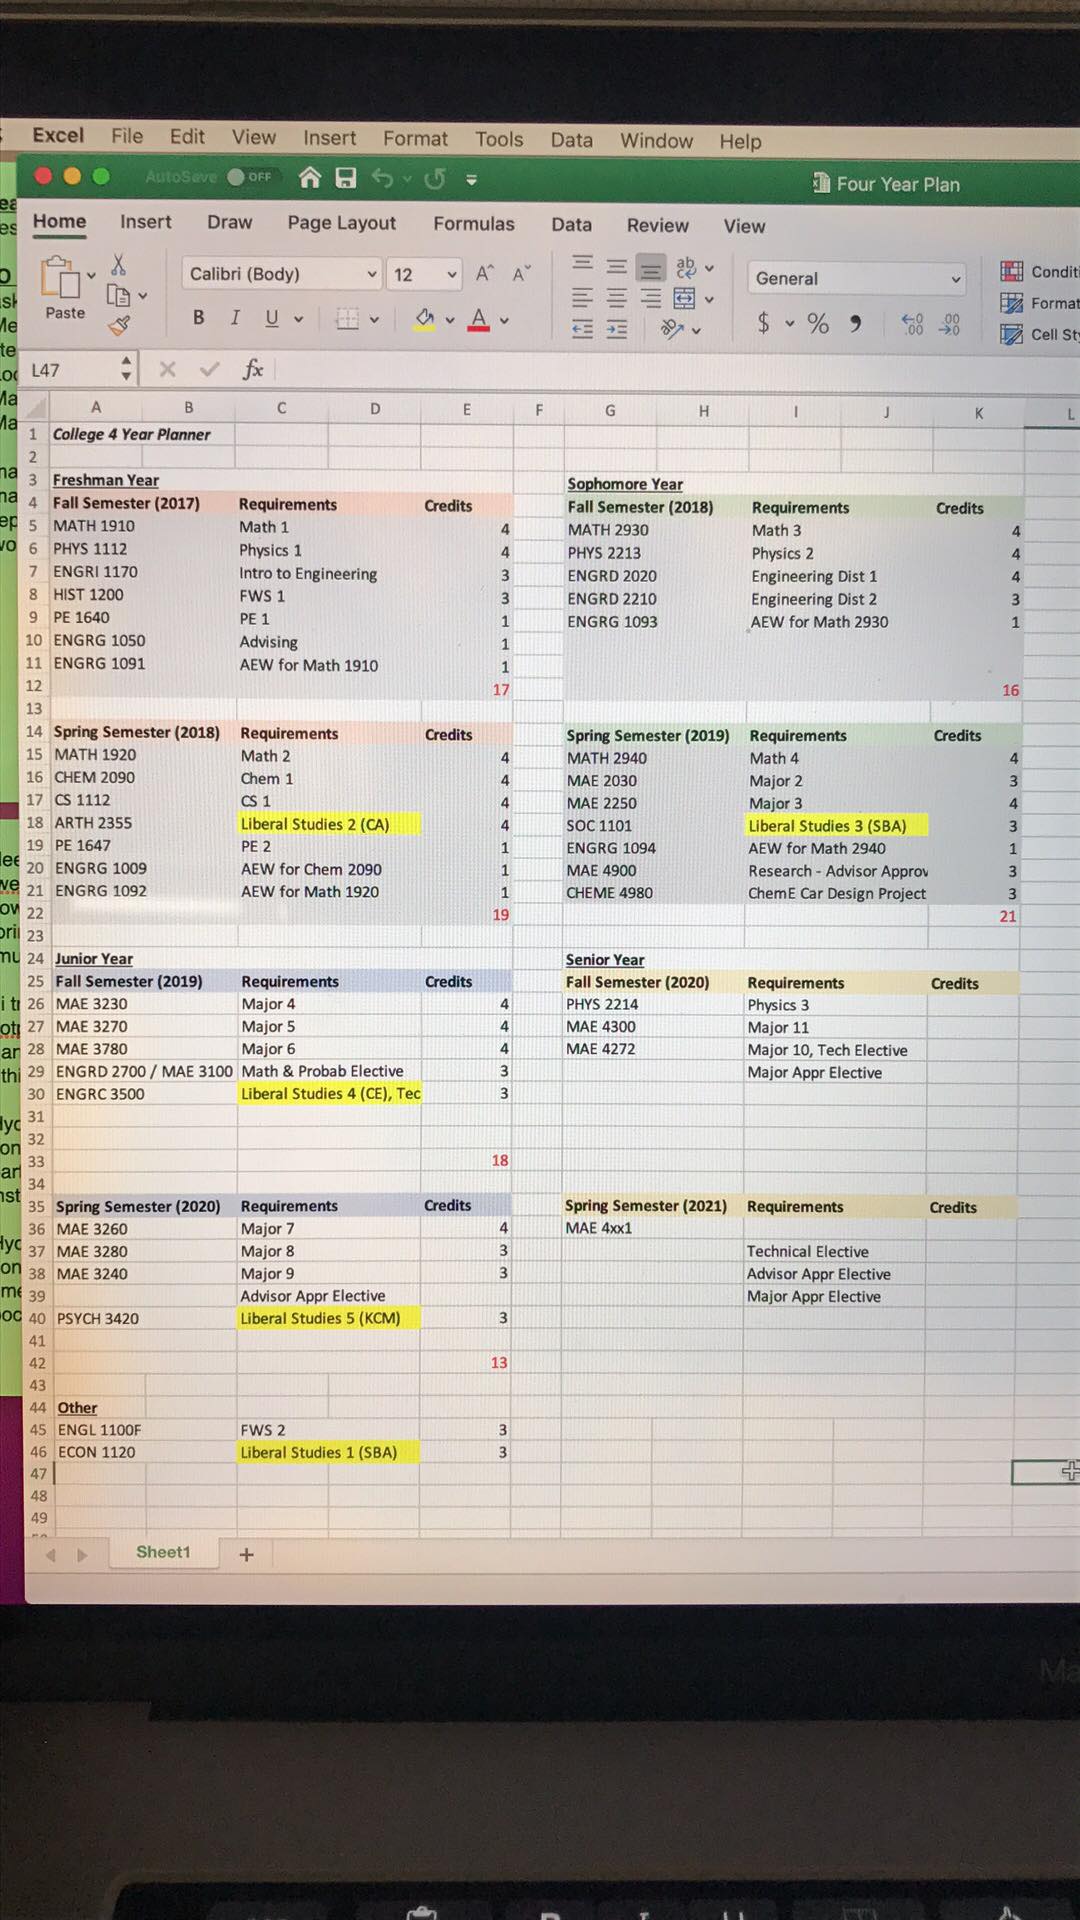 Excel File Edit View Insert Format Tools Data Window Help
AutoSave OFF Four Year Plan
Home Insert Draw Page Layout Formulas Data Review View
Paste Calibri (Body) 12 A^ A˅ ab General
B I U A $ % , .00 .00
L47 fx
A B C D E F G H I J K L
1 College 4 Year Planner
2
3 Freshman Year Sophomore Year
4 Fall Semester (2017) Requirements Credits Fall Semester (2018) Requirements Credits
5 MATH 1910 Math 1 4 MATH 2930 Math 3 4
6 PHYS 1112 Physics 1 4 PHYS 2213 Physics 2 4
7 ENGRI 1170 Intro to Engineering 3 ENGRD 2020 Engineering Dist 1 4
8 HIST 1200 FWS 1 3 ENGRD 2210 Engineering Dist 2 3
9 PE 1640 PE 1 1 ENGRG 1093 AEW for Math 2930 1
10 ENGRG 1050 Advising 1
11 ENGRG 1091 AEW for Math 1910 1
12 17 16
13
14 Spring Semester (2018) Requirements Credits Spring Semester (2019) Requirements Credits
15 MATH 1920 Math 2 4 MATH 2940 Math 4 4
16 CHEM 2090 Chem 1 4 MAE 2030 Major 2 3
17 CS 1112 CS 1 4 MAE 2250 Major 3 4
18 ARTH 2355 Liberal Studies 2 (CA) 4 SOC 1101 Liberal Studies 3 (SBA) 3
19 PE 1647 PE 2 1 ENGRG 1094 AEW for Math 2940 1
20 ENGRG 1009 AEW for Chem 2090 1 MAE 4900 Research - Advisor Approv 3
21 ENGRG 1092 AEW for Math 1920 1 CHEME 4980 ChemE Car Design Project 3
22 19 21
23
24 Junior Year Senior Year
25 Fall Semester (2019) Requirements Credits Fall Semester (2020) Requirements Credits
26 MAE 3230 Major 4 4 PHYS 2214 Physics 3
27 MAE 3270 Major 5 4 MAE 4300 Major 11
28 MAE 3780 Major 6 4 MAE 4272 Major 10, Tech Elective
29 ENGRD 2700 / MAE 3100 Math & Probab Elective 3 Major Appr Elective
30 ENGRC 3500 Liberal Studies 4 (CE), Tec 3
31
32
33 18
34
35 Spring Semester (2020) Requirements Credits Spring Semester (2021) Requirements Credits
36 MAE 3260 Major 7 4 MAE 4xx1
37 MAE 3280 Major 8 3 Technical Elective
38 MAE 3240 Major 9 3 Advisor Appr Elective
39 Advisor Appr Elective Major Appr Elective
40 PSYCH 3420 Liberal Studies 5 (KCM) 3
41
42 13
43
44 Other
45 ENGL 1100F FWS 2 3
46 ECON 1120 Liberal Studies 1 (SBA) 3
47
48
49
Sheet1 +